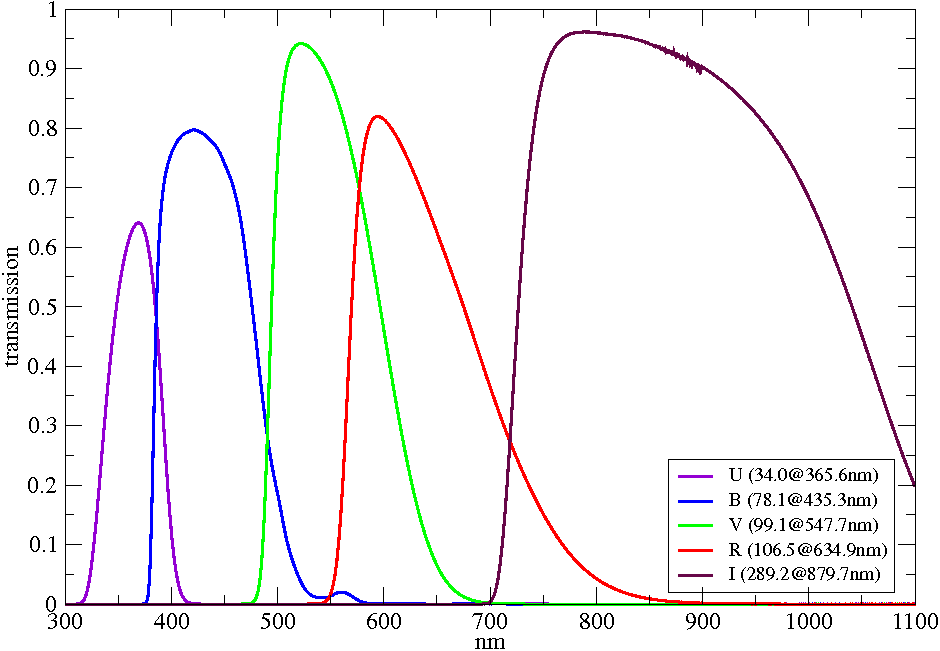 1
0.9
0.8
0.7
0.6
0.5
0.4
0.3
0.2
0.1
0
transmission
U (34.0@365.6nm)
B (78.1@435.3nm)
V (99.1@547.7nm)
R (106.5@634.9nm)
I (289.2@879.7nm)
300 400 500 600 700 800 900 1000 1100
nm